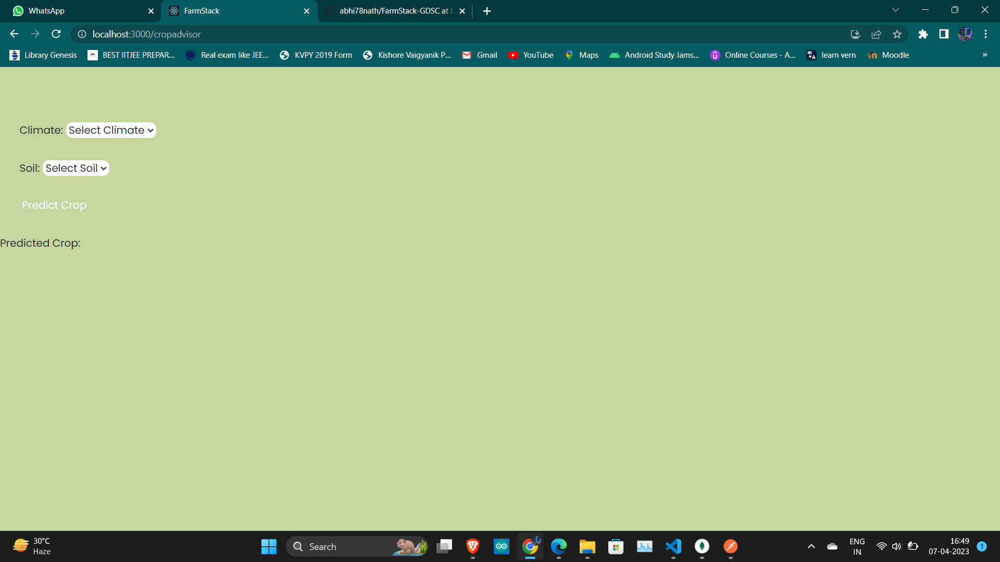 WhatsApp
FarmStack
abhi78nath/FarmStack-GDSC at b
localhost:3000/cropadvisor
Library Genesis
BEST IITJEE PREPAR...
Real exam like JEE...
KVPY 2019 Form
Kishore Vaigyanik P...
Gmail
YouTube
Maps
Android Study Jams...
Online Courses - A...
learn vern
Moodle
»
Climate: Select Climate
Soil: Select Soil
Predict Crop
Predicted Crop:
30°C
Haze
Search
ENG
IN
16:49
07-04-2023
1